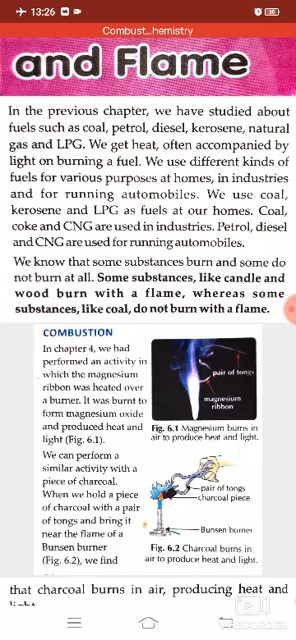 13:26
Combust...hemistry
and Flame
In the previous chapter, we have studied about
fuels such as coal, petrol, diesel, kerosene, natural
gas and LPG. We get heat, often accompanied by
light on burning a fuel. We use different kinds of
fuels for various purposes at homes, in industries
and for running automobiles. We use coal,
kerosene and LPG as fuels at our homes. Coal,
coke and CNG are used in industries. Petrol, diesel
and CNG are used for running automobiles.
We know that some substances burn and some do
not burn at all. Some substances, like candle and
wood burn with a flame, whereas some
substances, like coal, do not burn with a flame.
COMBUSTION
In chapter 4, we had
performed an activity in
which the magnesium
ribbon was heated over
a burner. It was burnt to
form magnesium oxide
and produced heat and
light (Fig. 6.1).
We can perform a
similar activity with a
piece of charcoal.
When we hold a piece
of charcoal with a pair
of tongs and bring it
near the flame of a
Bunsen burner
(Fig. 6.2), we find
pair of tongs
magnesium
ribbon
Fig. 6.1 Magnesium burns in
air to produce heat and light.
pair of tongs
charcoal piece
Bunsen burner
Fig. 6.2 Charcoal burns in
air to produce heat and light.
that charcoal burns in air, producing heat and
RECORDER